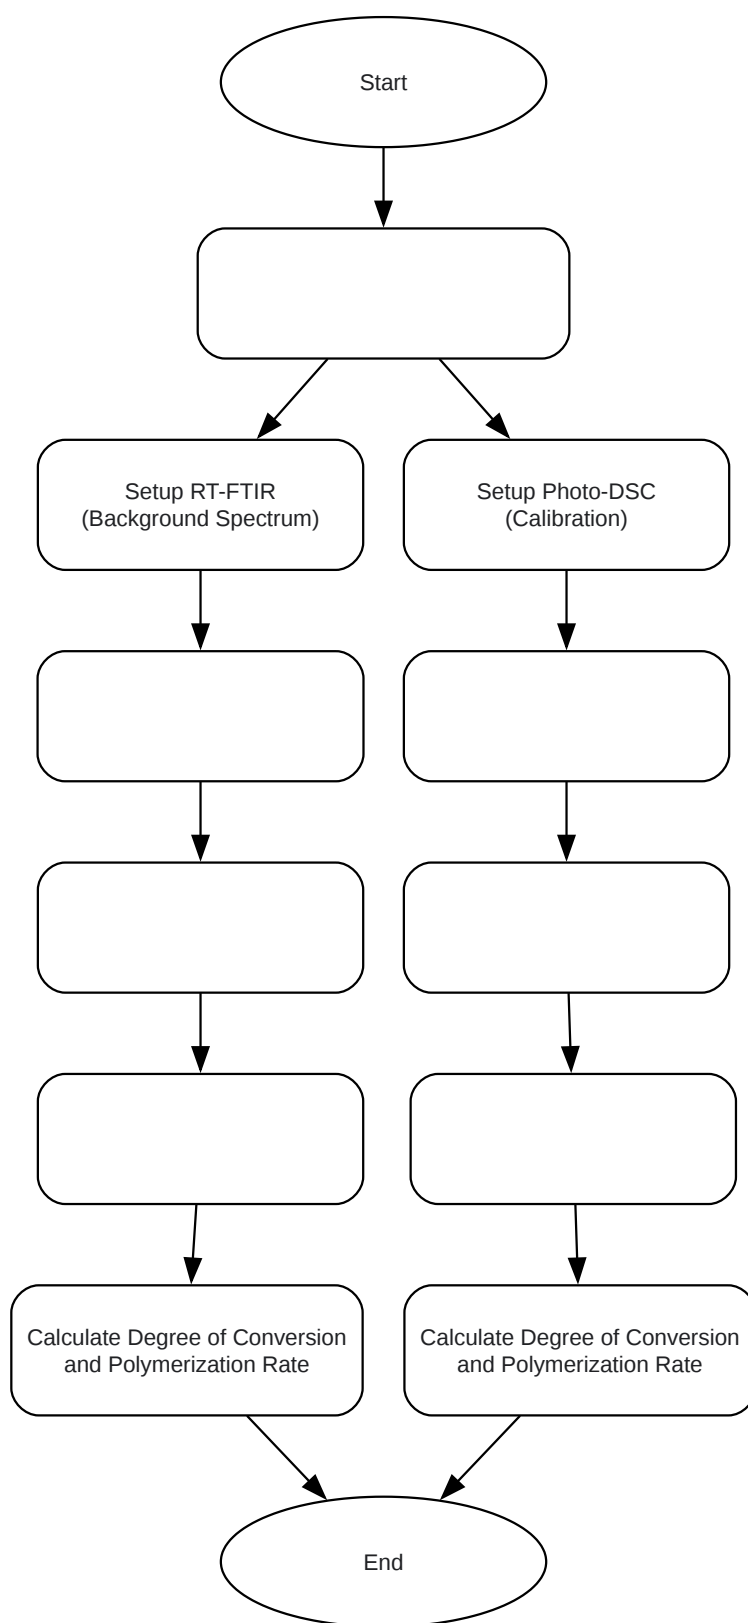 Start
Setup RT-FTIR
(Background Spectrum)
Setup Photo-DSC
(Calibration)
Calculate Degree of Conversion
and Polymerization Rate
Calculate Degree of Conversion
and Polymerization Rate
End